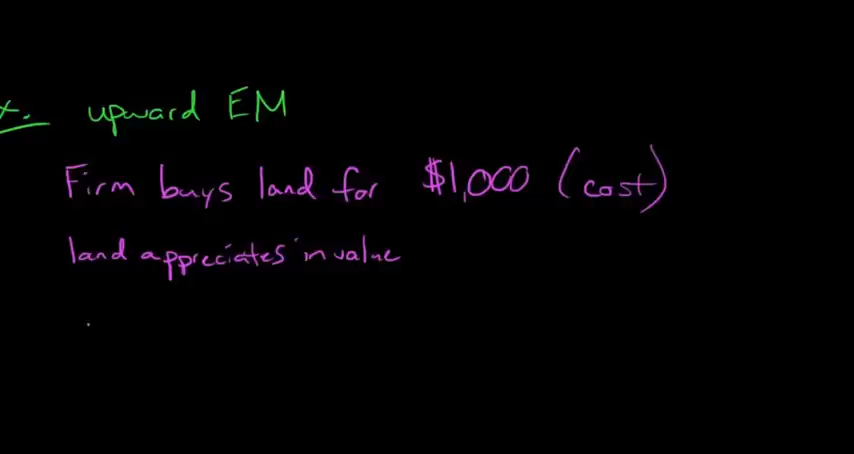 x. upward EM
Firm buys land for $1,000 (cost)
land appreciates in value